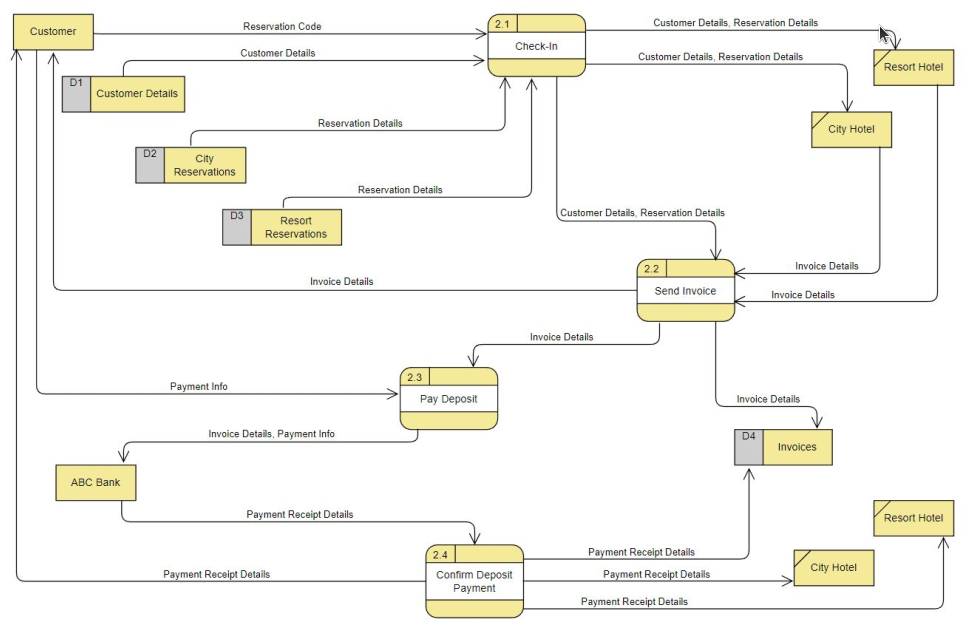 Customer
Reservation Code
2.1
Check-In
Customer Details, Reservation Details
Resort Hotel
Customer Details
Customer Details, Reservation Details
D1
Customer Details
City Hotel
Reservation Details
D2
City
Reservations
Reservation Details
D3
Resort
Reservations
Customer Details, Reservation Details
2.2
Send Invoice
Invoice Details
Invoice Details
Invoice Details
Invoice Details
2.3
Pay Deposit
Payment Info
Invoice Details
Invoice Details, Payment Info
D4
Invoices
ABC Bank
Payment Receipt Details
Resort Hotel
2.4
Confirm Deposit
Payment
Payment Receipt Details
City Hotel
Payment Receipt Details
Payment Receipt Details
Payment Receipt Details